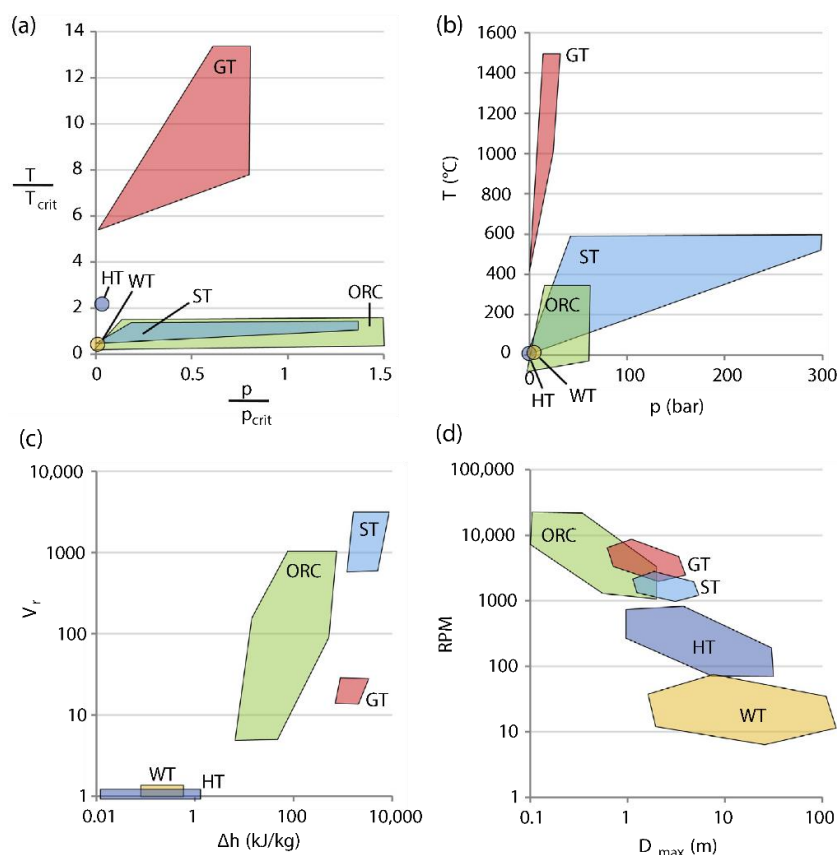 (a)
14
12
10
8
6
4
2
0
T
T crit
GT
HT
WT
ST
ORC
0
0.5
1
1.5
p
p crit
(b)
1600
1400
1200
1000
800
600
400
200
0
T (°C)
GT
ST
ORC
HT
WT
0
100
200
300
p (bar)
(c)
10,000
1000
100
10
1
V r
ST
ORC
GT
WT
HT
0.01
1
100
10,000
Δh (kJ/kg)
(d)
100,000
10,000
1000
100
10
1
RPM
ORC
GT
ST
HT
WT
0.1
1
10
100
D max (m)